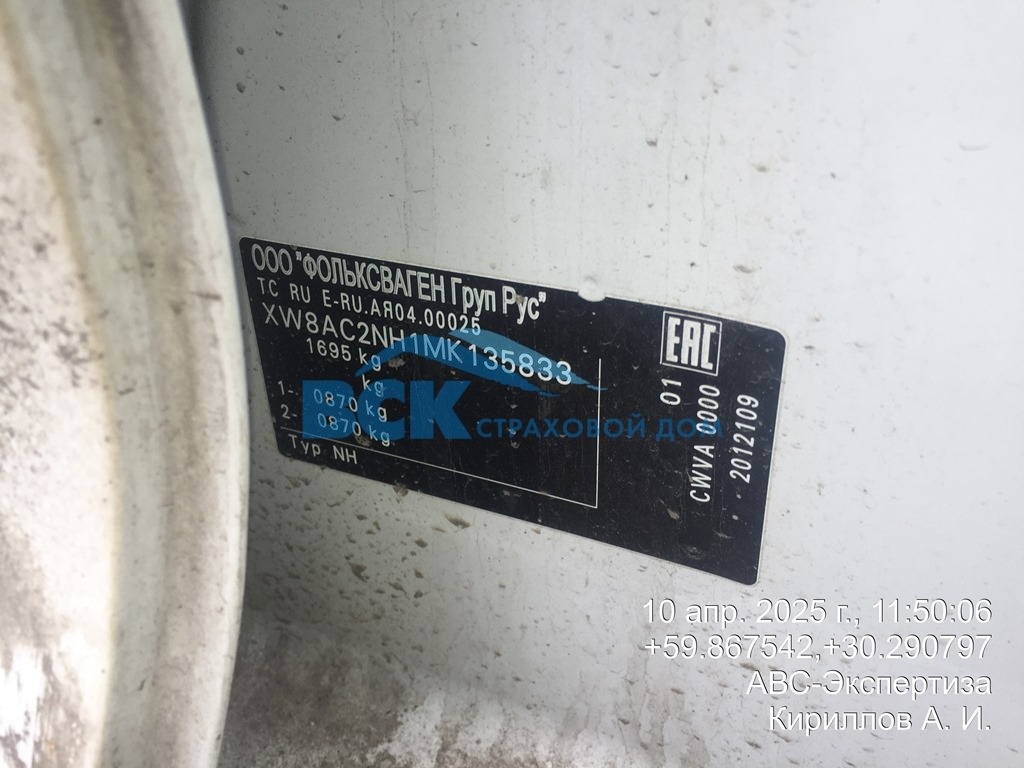 ООО "ФОЛЬКСВАГЕН Груп Рус"
ТС RU E-RU.АЯ04.00025
XW8AC2NH1MK135833
1695 kg
kg
1- 0870 kg
2- 0870 kg
Typ NH
EAC
01
CWVA 0000
2012109
ВСК СТРАХОВОЙ ДОМ
10 апр. 2025 г., 11:50:06
+59.867542,+30.290797
АВС-Экспертиза
Кириллов А. И.